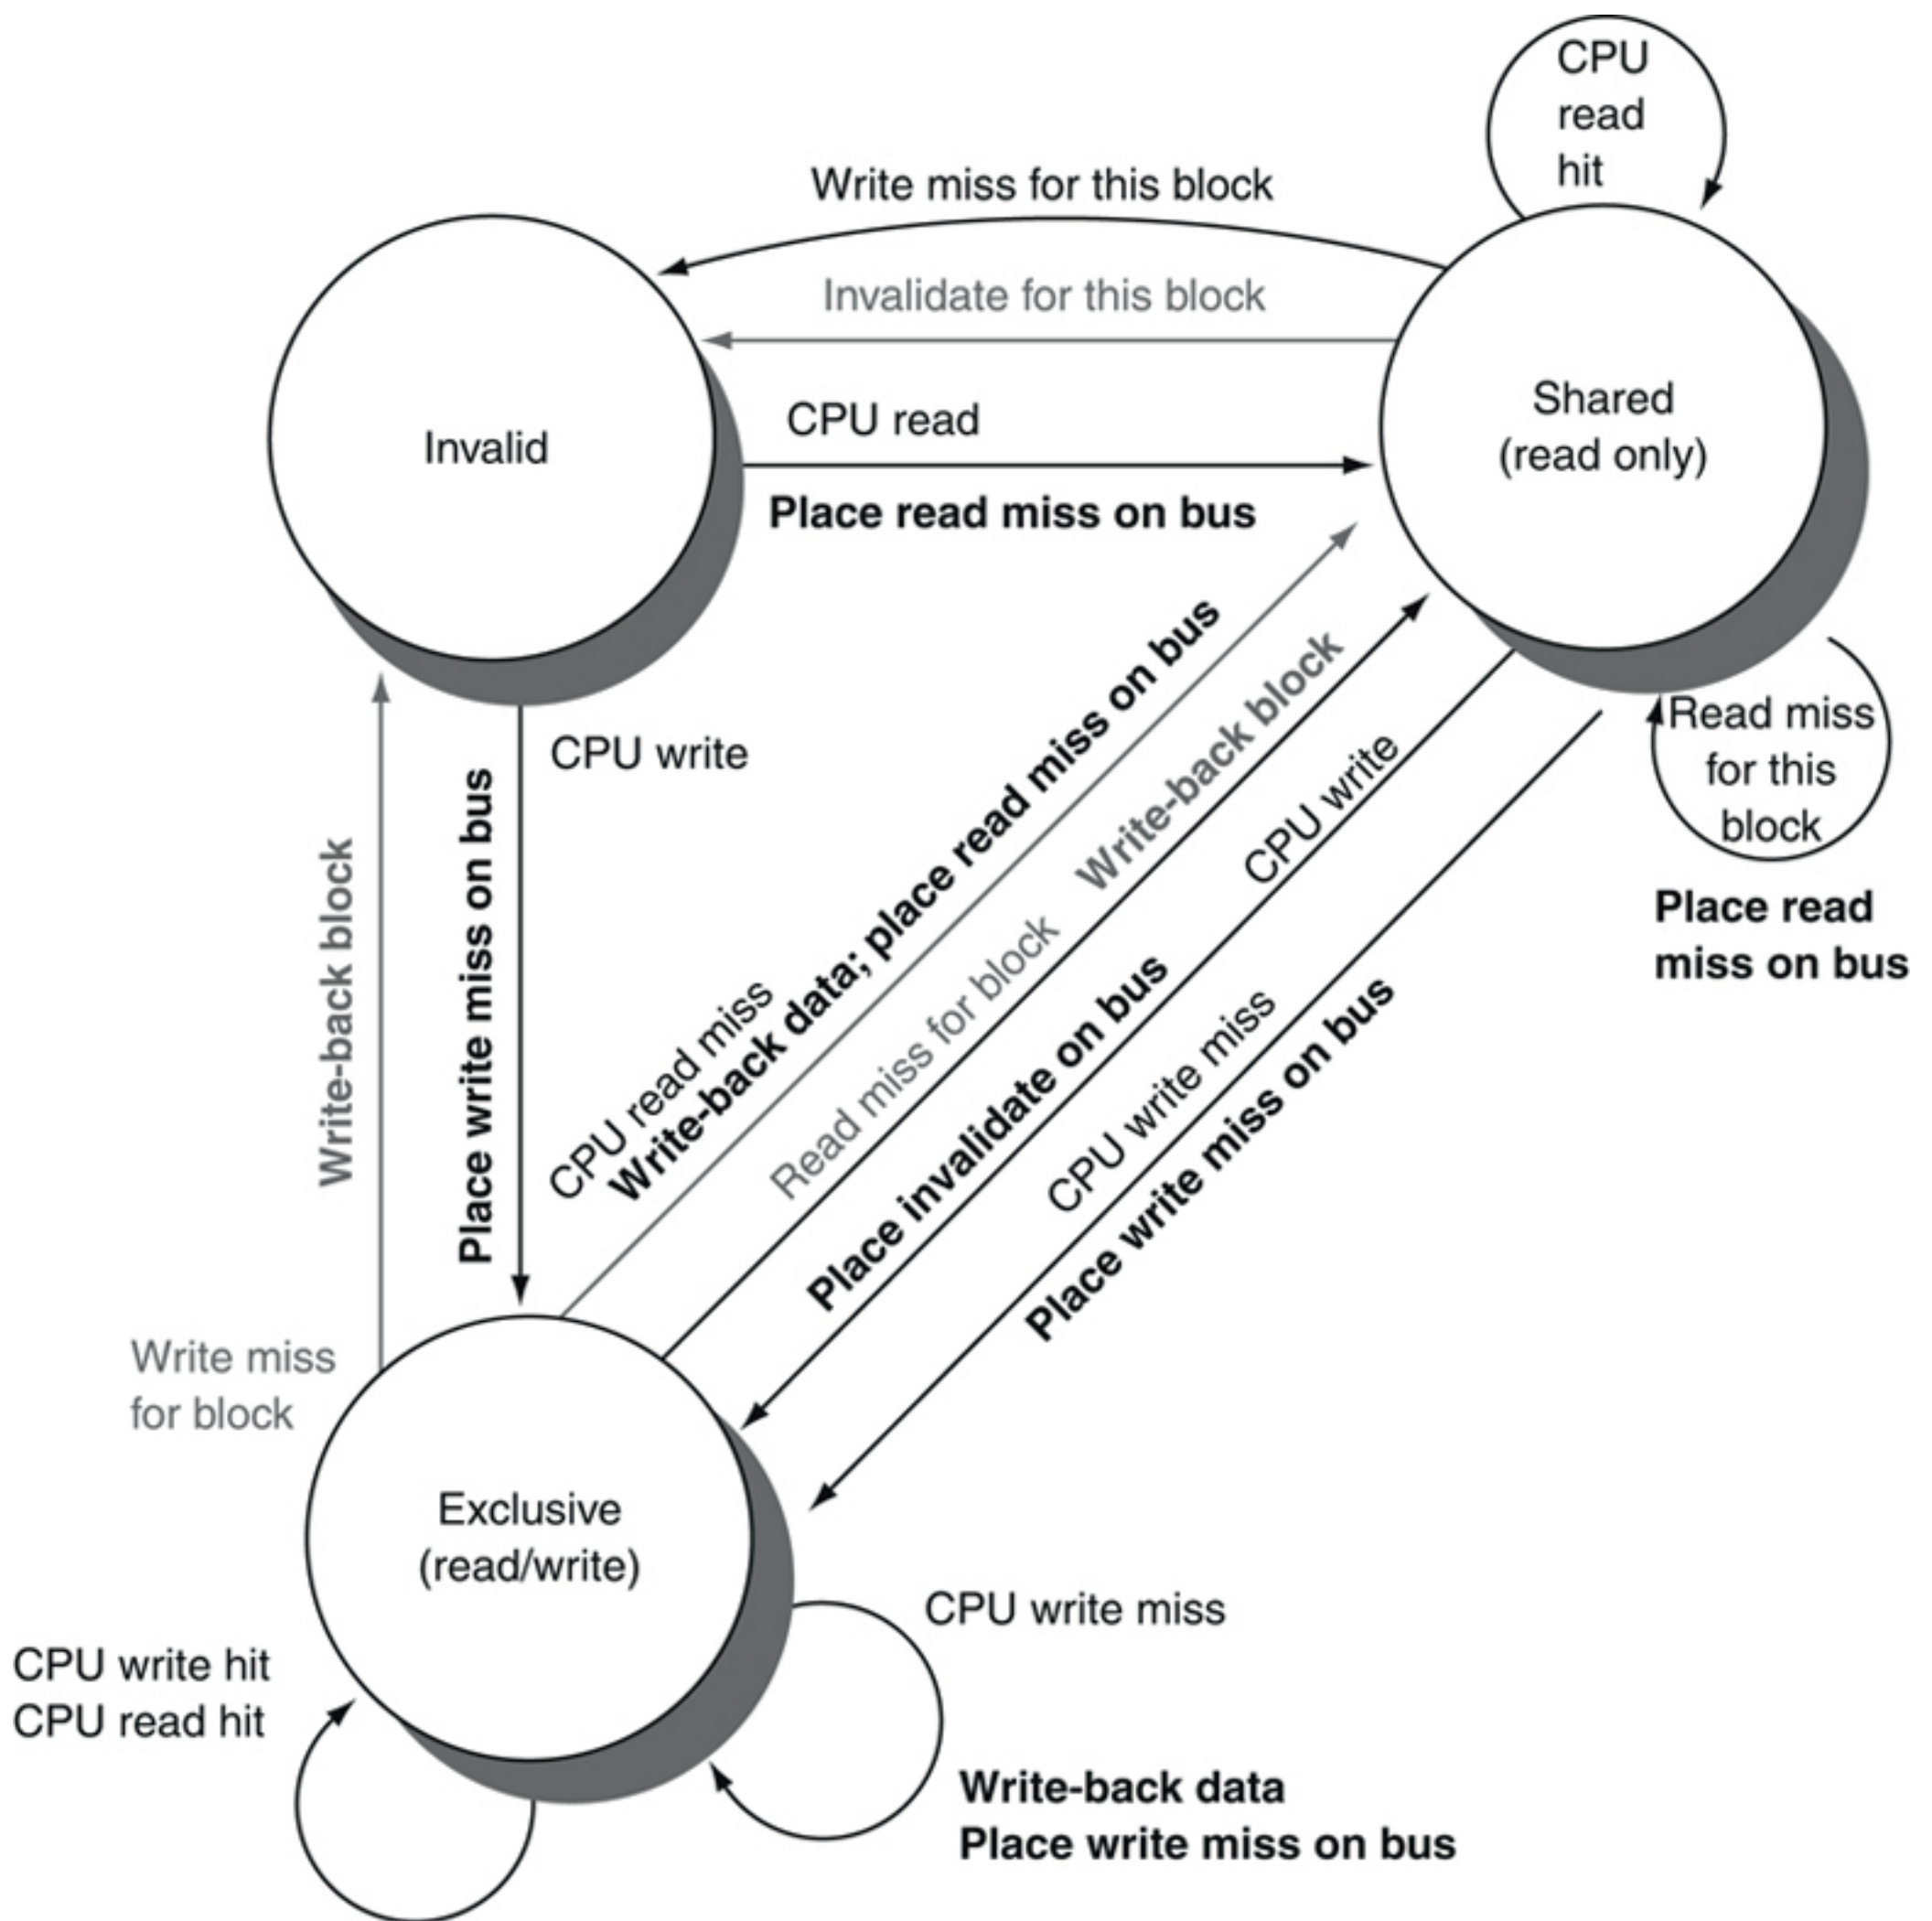 CPU
read
hit
Write miss for this block
Invalidate for this block
CPU read
Place read miss on bus
Invalid
Shared
(read only)
CPU write
Place write miss on bus
Write-back block
Write miss
for block
CPU read miss
Write-back data; place read miss on bus
Read miss for block
Write-back block
CPU write
Place invalidate on bus
CPU write miss
Place write miss on bus
Read miss
for this
block
Place read
miss on bus
Exclusive
(read/write)
CPU write hit
CPU read hit
CPU write miss
Write-back data
Place write miss on bus